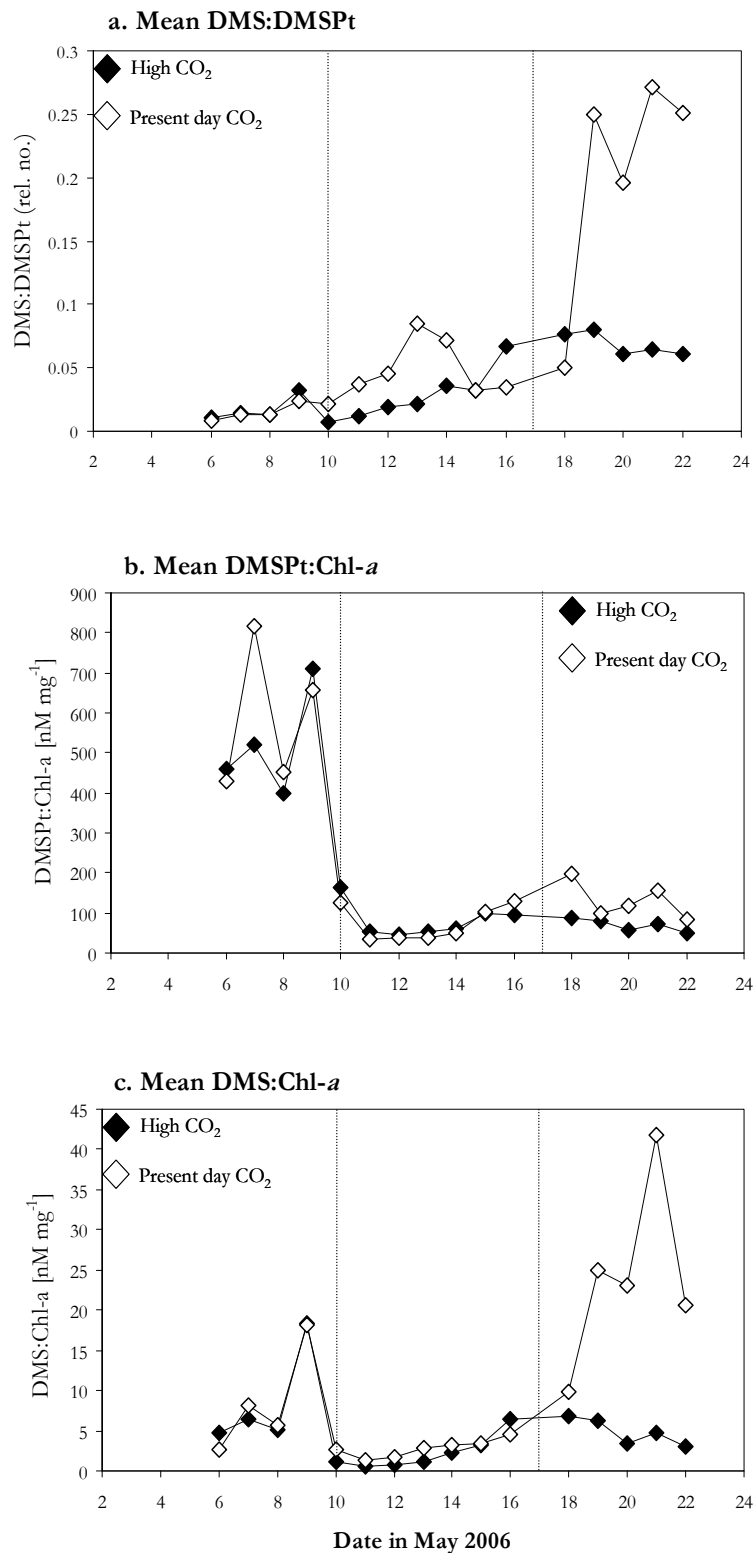 a. Mean DMS:DMSPt
0.3
High CO₂
0.25
Present day CO₂
0.2
0.15
0.1
0.05
0
DMS:DMSPt (rel. no.)
2 4 6 8 10 12 14 16 18 20 22 24
b. Mean DMSPt:Chl-a
900
High CO₂
800
Present day CO₂
700
600
500
400
300
200
100
0
DMSPt:Chl-a [nM mg⁻¹]
2 4 6 8 10 12 14 16 18 20 22 24
c. Mean DMS:Chl-a
45
High CO₂
40
Present day CO₂
35
30
25
20
15
10
5
0
DMS:Chl-a [nM mg⁻¹]
2 4 6 8 10 12 14 16 18 20 22 24
Date in May 2006